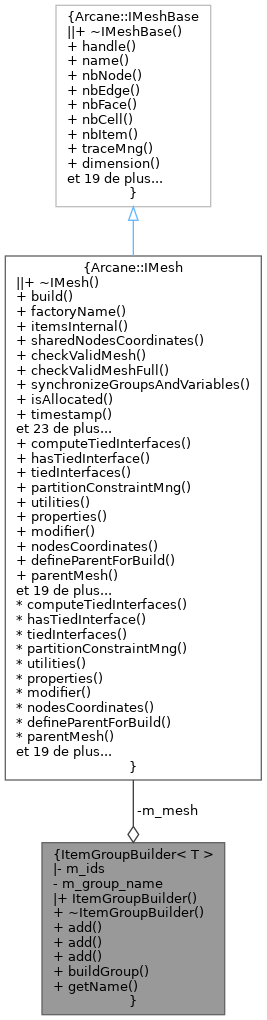 {Arcane::IMeshBase
||+ ~IMeshBase()
+ handle()
+ name()
+ nbNode()
+ nbEdge()
+ nbFace()
+ nbCell()
+ nbItem()
+ traceMng()
+ dimension()
et 19 de plus...
}
{Arcane::IMesh
||+ ~IMesh()
+ build()
+ factoryName()
+ itemsInternal()
+ sharedNodesCoordinates()
+ checkValidMesh()
+ checkValidMeshFull()
+ synchronizeGroupsAndVariables()
+ isAllocated()
+ timestamp()
et 23 de plus...
+ computeTiedInterfaces()
+ hasTiedInterface()
+ tiedInterfaces()
+ partitionConstraintMng()
+ utilities()
+ properties()
+ modifier()
+ nodesCoordinates()
+ defineParentForBuild()
+ parentMesh()
et 19 de plus...
* computeTiedInterfaces()
* hasTiedInterface()
* tiedInterfaces()
* partitionConstraintMng()
* utilities()
* properties()
* modifier()
* nodesCoordinates()
* defineParentForBuild()
* parentMesh()
et 19 de plus...
}
-m_mesh
{ItemGroupBuilder< T >
|- m_ids
- m_group_name
|+ ItemGroupBuilder()
+ ~ItemGroupBuilder()
+ add()
+ add()
+ add()
+ buildGroup()
+ getName()
}